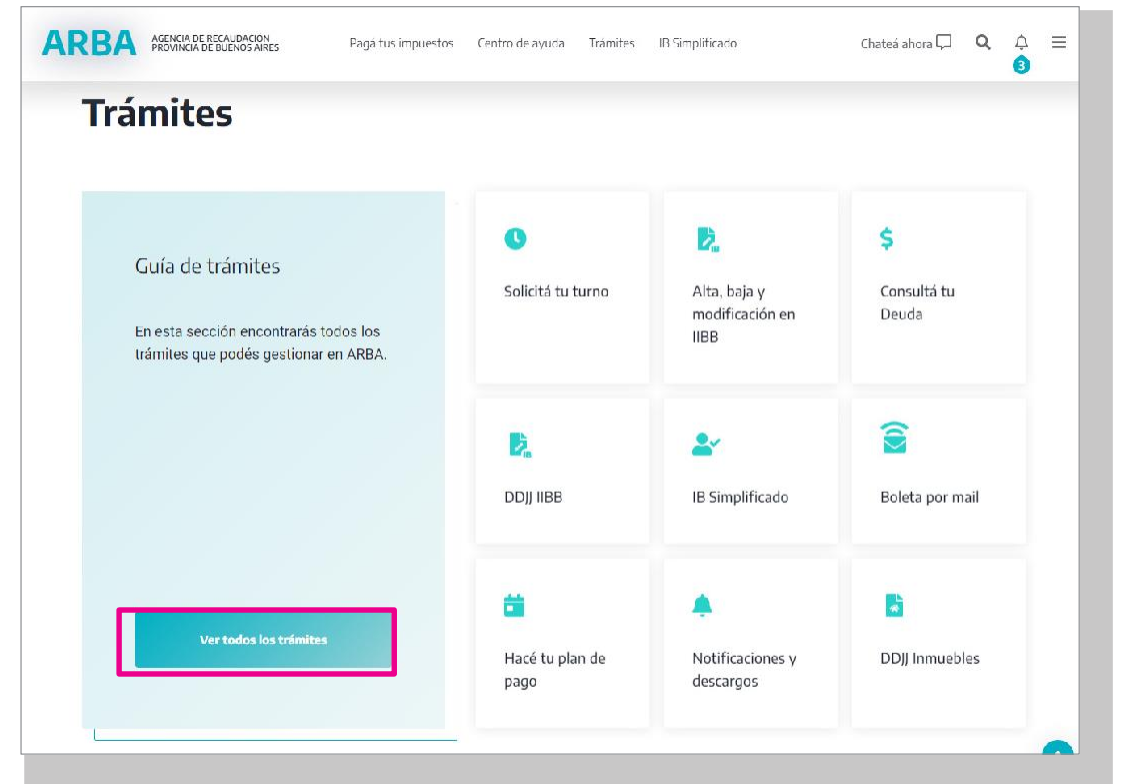 ARBA
AGENCIA DE RECAUDACION
PROVINCIA DE BUENOS AIRES
Pagá tus impuestos
Centro de ayuda
Trámites
IB Simplificado
Chateá ahora
3
Trámites
Guía de trámites
En esta sección encontrarás todos los
trámites que podés gestionar en ARBA.
Ver todos los trámites
Solicitá tu turno
Alta, baja y
modificación en
IIBB
Consultá tu
Deuda
DDJJ IIBB
IB Simplificado
Boleta por mail
Hacé tu plan de
pago
Notificaciones y
descargos
DDJJ Inmuebles